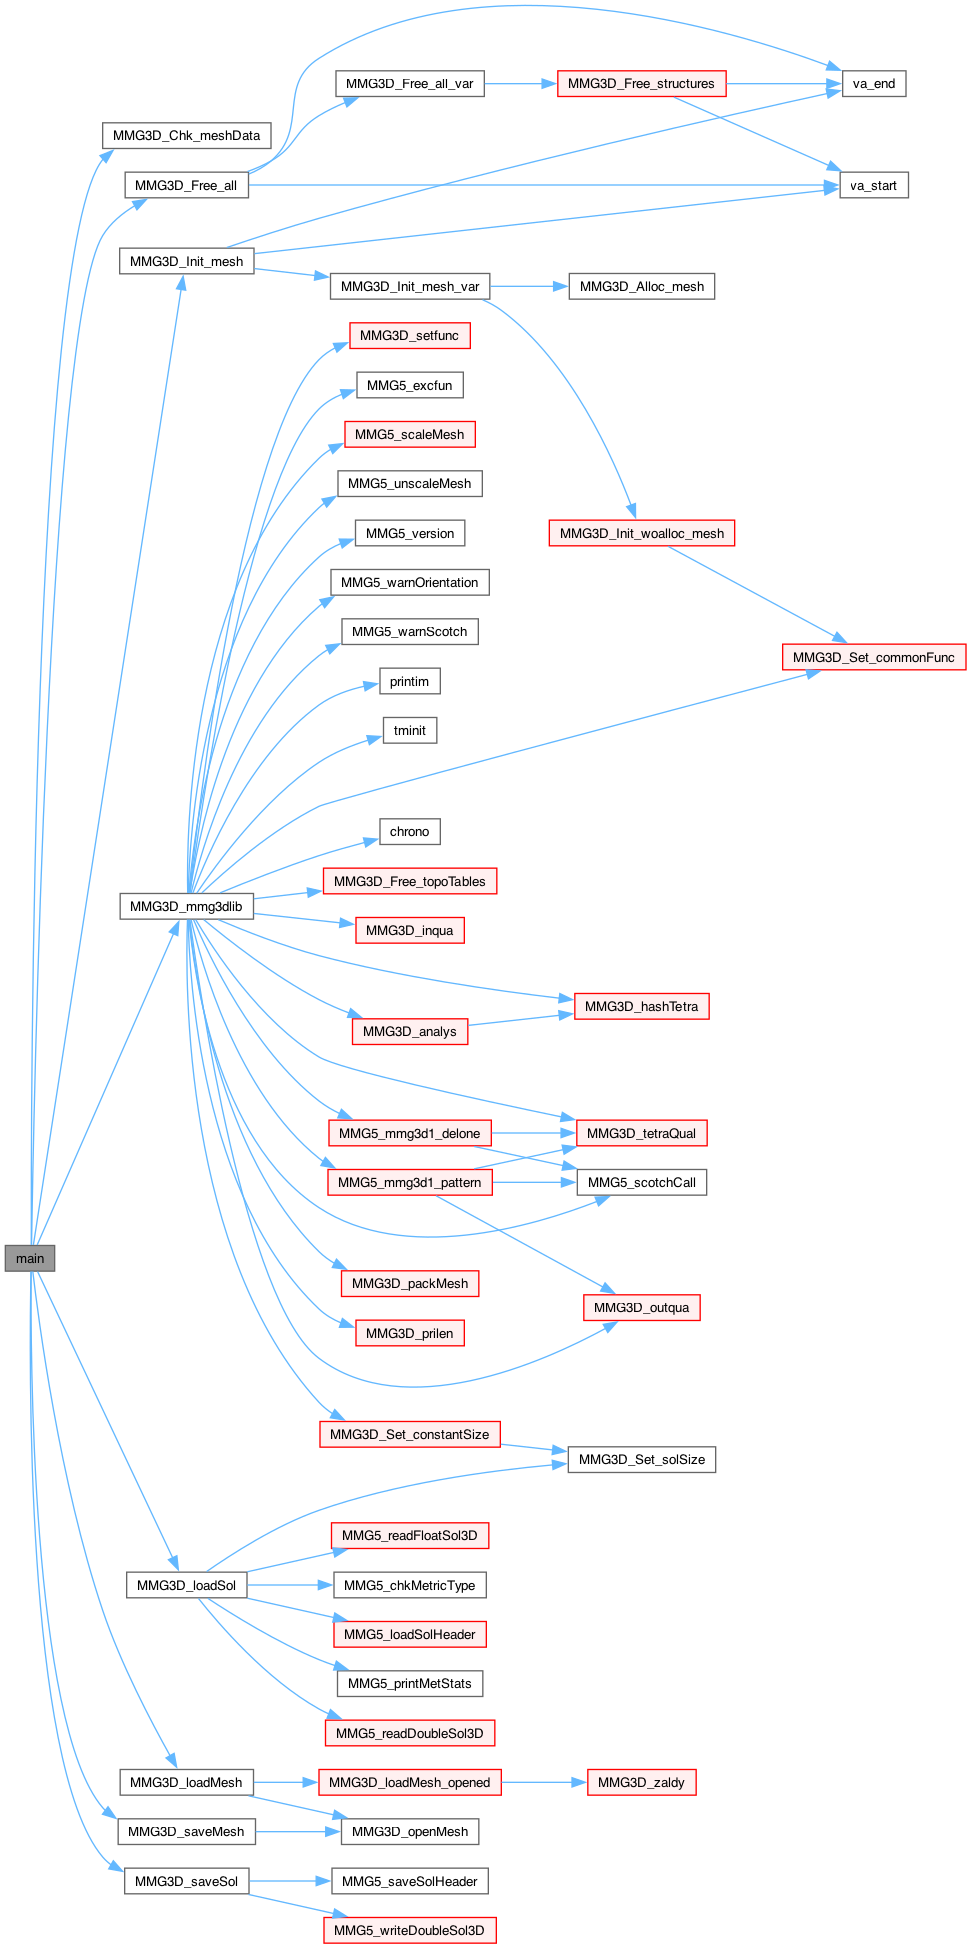 MMG3D_Free_all_var
MMG3D_Free_structures
va_end
MMG3D_Chk_meshData
MMG3D_Free_all
va_start
MMG3D_Init_mesh
MMG3D_Init_mesh_var
MMG3D_Alloc_mesh
MMG3D_setfunc
MMG5_excfun
MMG5_scaleMesh
MMG5_unscaleMesh
MMG5_version
MMG3D_Init_woalloc_mesh
MMG5_warnOrientation
MMG5_warnScotch
MMG3D_Set_commonFunc
printim
tminit
chrono
MMG3D_Free_topoTables
MMG3D_mmg3dlib
MMG3D_inqua
MMG3D_hashTetra
MMG3D_analys
MMG5_mmg3d1_delone
MMG3D_tetraQual
MMG5_mmg3d1_pattern
MMG5_scotchCall
main
MMG3D_packMesh
MMG3D_outqua
MMG3D_prilen
MMG3D_Set_constantSize
MMG3D_Set_solSize
MMG5_readFloatSol3D
MMG3D_loadSol
MMG5_chkMetricType
MMG5_loadSolHeader
MMG5_printMetStats
MMG5_readDoubleSol3D
MMG3D_loadMesh
MMG3D_loadMesh_opened
MMG3D_zaldy
MMG3D_saveMesh
MMG3D_openMesh
MMG3D_saveSol
MMG5_saveSolHeader
MMG5_writeDoubleSol3D